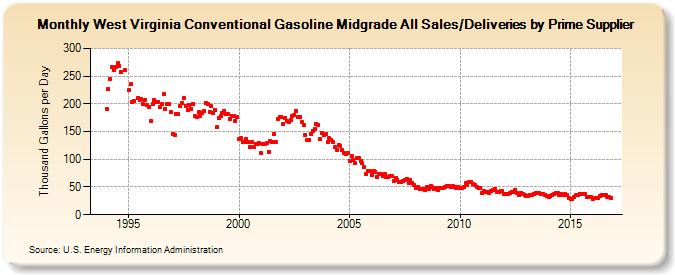 Monthly West Virginia Conventional Gasoline Midgrade All Sales/Deliveries by Prime Supplier
Thousand Gallons per Day
300
250
200
150
100
50
0
1995 2000 2005 2010 2015
Source: U.S. Energy Information Administration